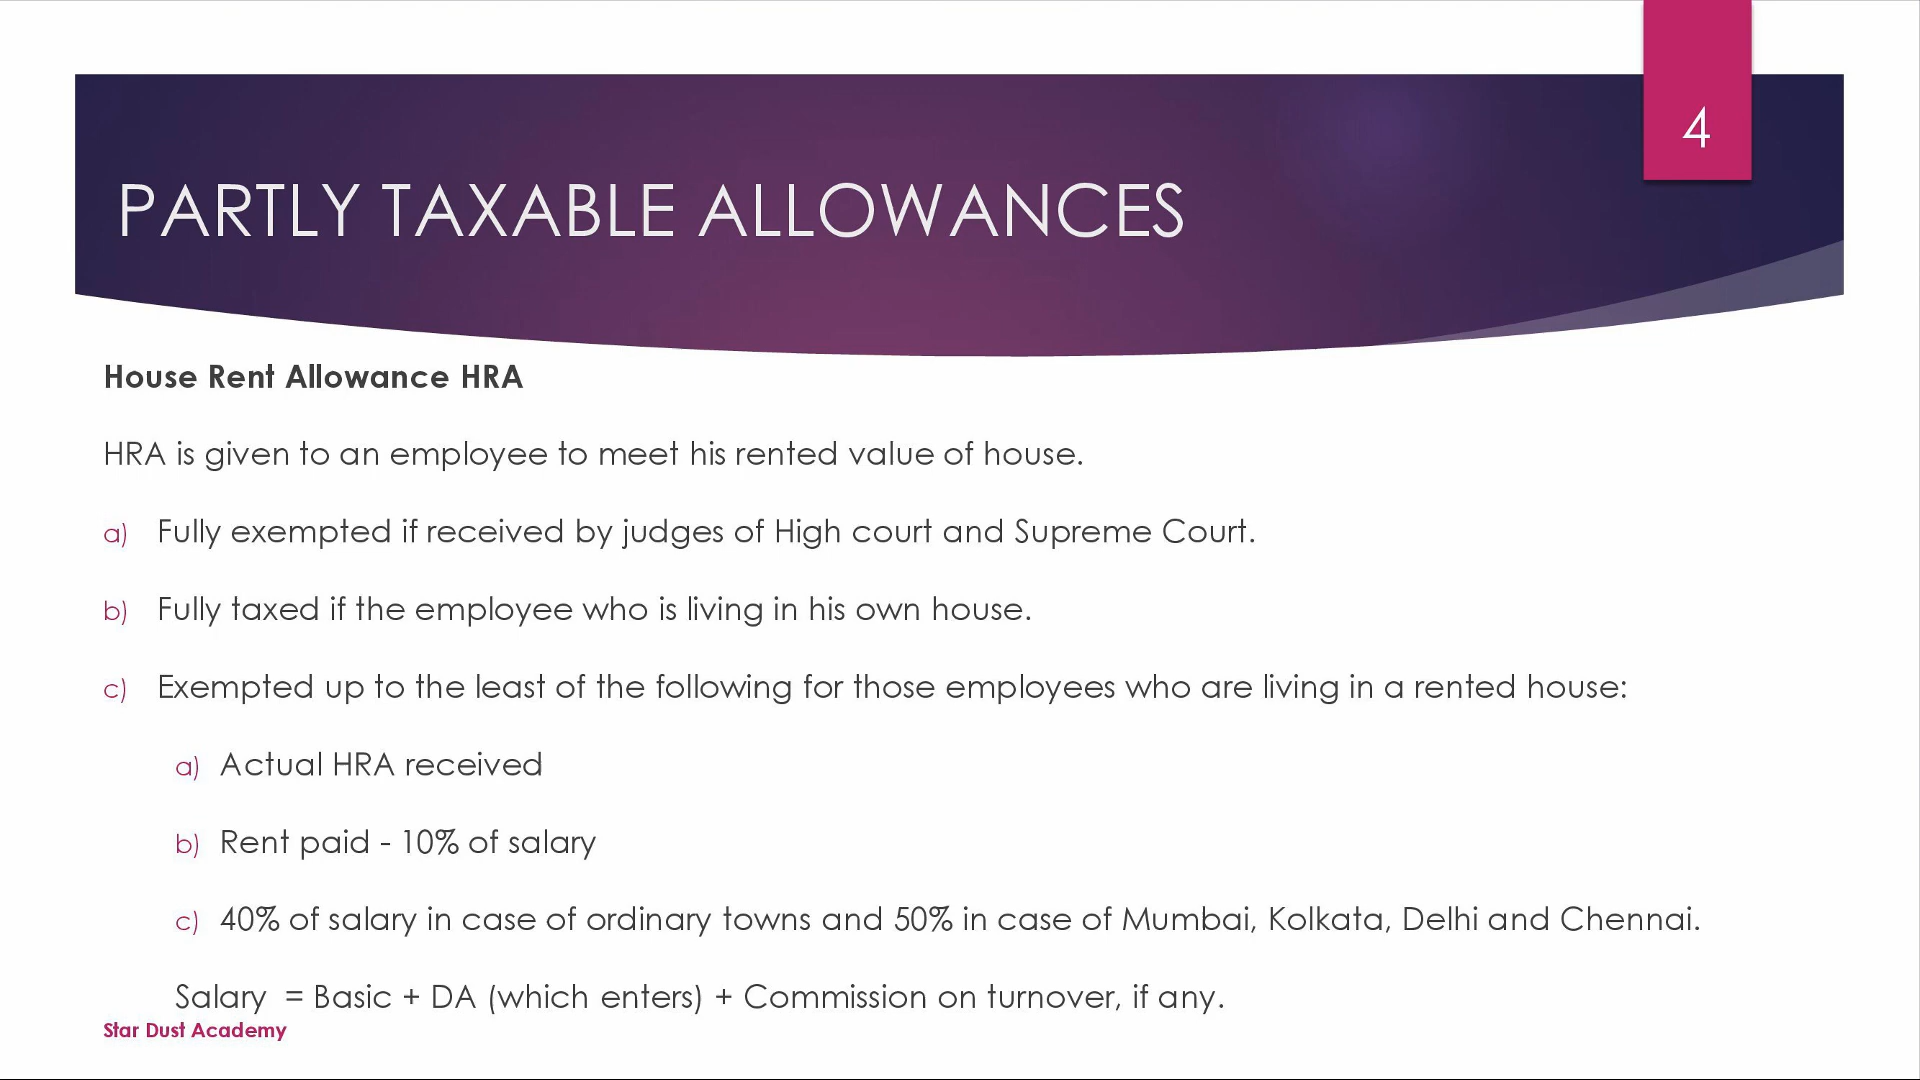 4
PARTLY TAXABLE ALLOWANCES
House Rent Allowance HRA
HRA is given to an employee to meet his rented value of house.
a) Fully exempted if received by judges of High court and Supreme Court.
b) Fully taxed if the employee who is living in his own house.
c) Exempted up to the least of the following for those employees who are living in a rented house:
a) Actual HRA received
b) Rent paid - 10% of salary
c) 40% of salary in case of ordinary towns and 50% in case of Mumbai, Kolkata, Delhi and Chennai.
Salary = Basic + DA (which enters) + Commission on turnover, if any.
Star Dust Academy